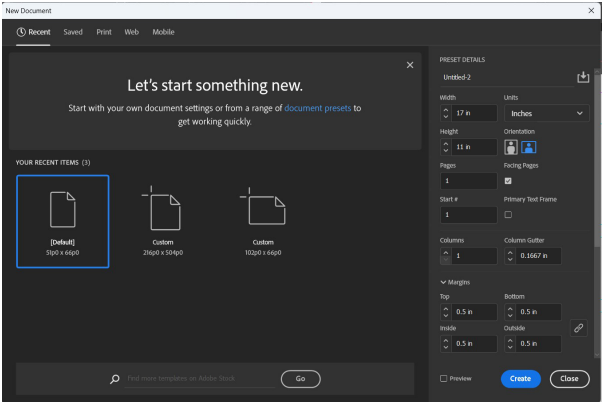 New Document
Recent Saved Print Web Mobile
Let's start something new.
Start with your own document settings or from a range of document presets to
get working quickly.
YOUR RECENT ITEMS (3)
[Default]
51p0 x 66p0
Custom
216p0 x 504p0
Custom
102p0 x 66p0
Find more templates on Adobe Stock
Go
PRESET DETAILS
Untitled-2
Width Units
17 in Inches
Height Orientation
11 in
Pages Facing Pages
1
Start # Primary Text Frame
1
Columns Column Gutter
1 0.1667 in
Margins
Top Bottom
0.5 in 0.5 in
Inside Outside
0.5 in 0.5 in
Preview Create Close